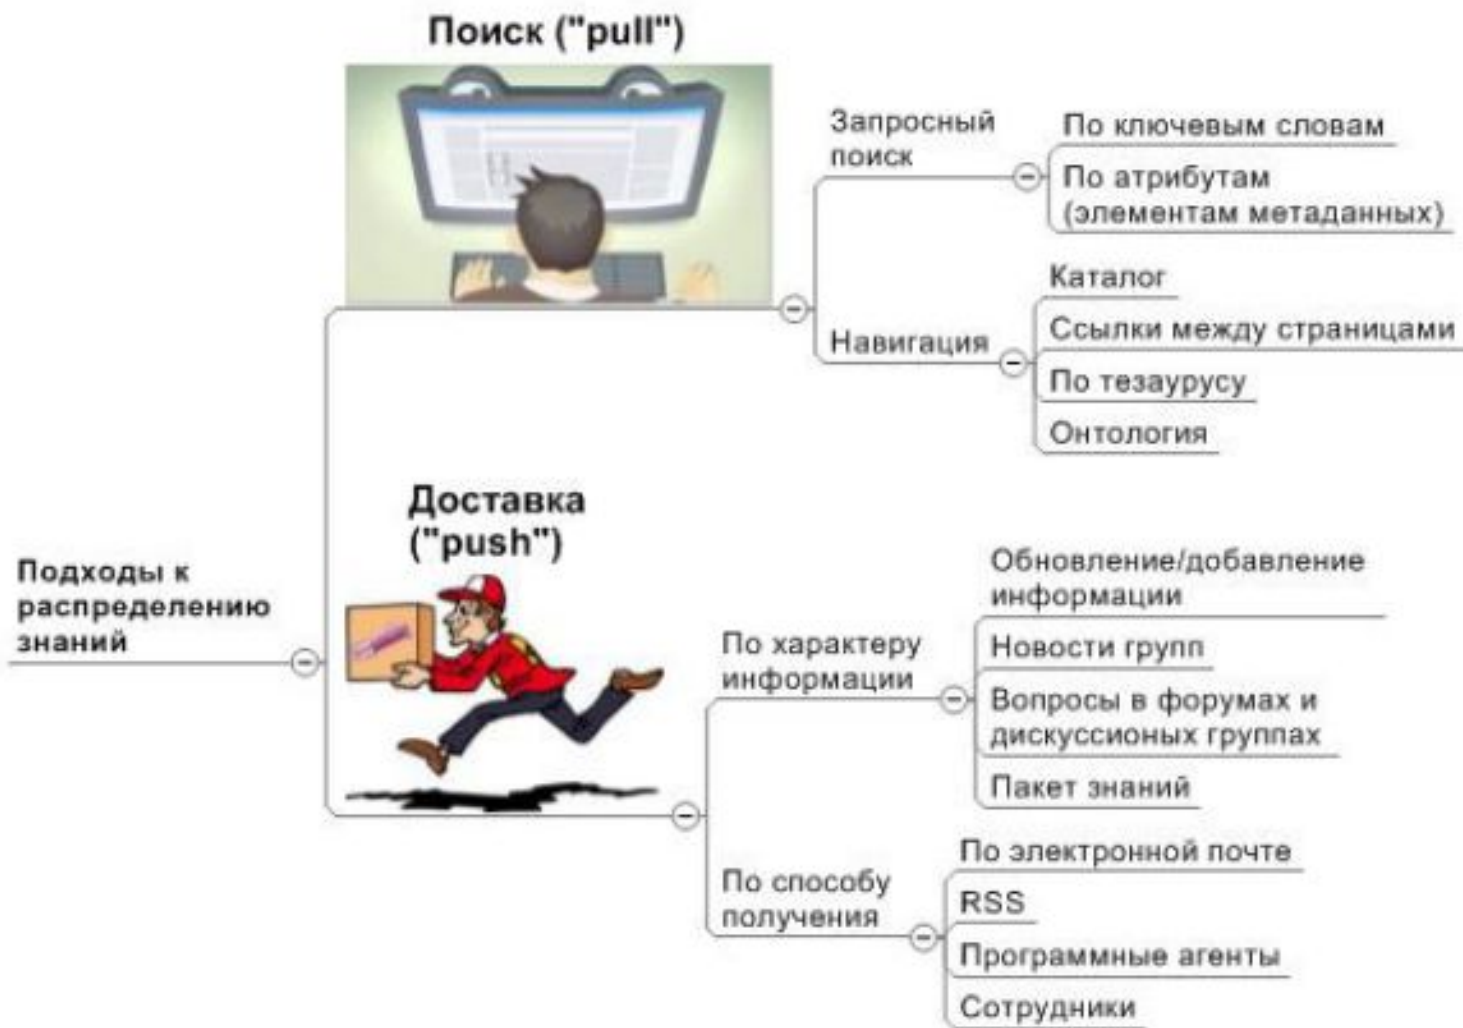 Поиск ("pull")
Запросный
поиск
По ключевым словам
По атрибутам
(элементам метаданных)
Навигация
Каталог
Ссылки между страницами
По тезаурусу
Онтология
Подходы к
распределению
знаний
Доставка
("push")
По характеру
информации
Обновление/добавление
информации
Новости групп
Вопросы в форумах и
дискуссионых группах
Пакет знаний
По способу
получения
По электронной почте
RSS
Программные агенты
Сотрудники